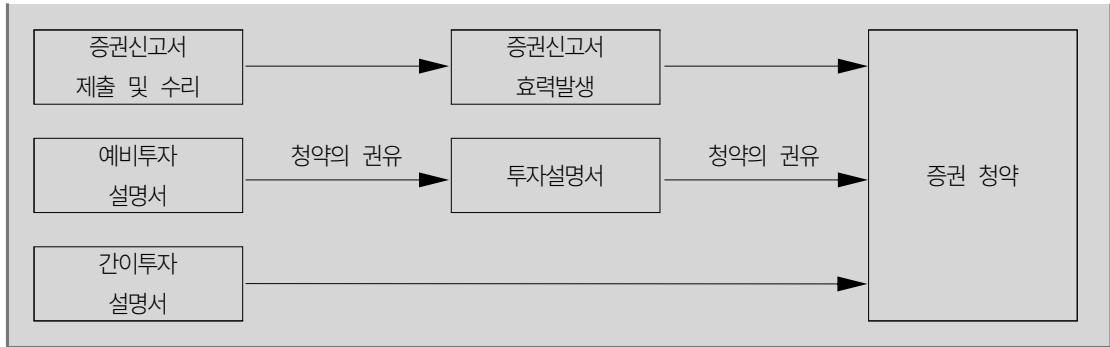 증권신고서
제출 및 수리
증권신고서
효력발생
예비투자
설명서
청약의 권유
투자설명서
청약의 권유
증권 청약
간이투자
설명서